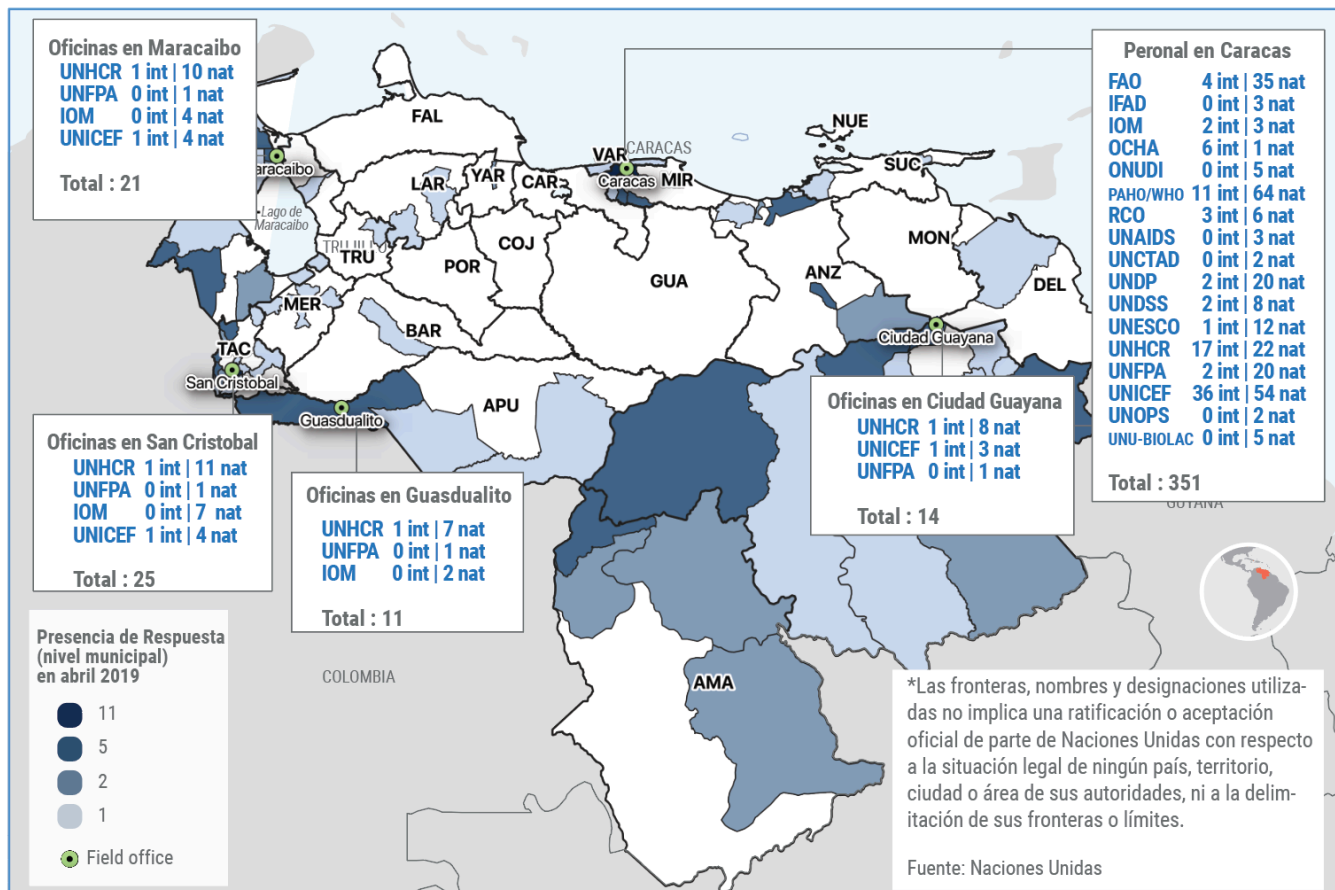 Oficinas en Maracaibo
UNHCR 1 int | 10 nat
UNFPA 0 int | 1 nat
IOM 0 int | 4 nat
UNICEF 1 int | 4 nat
Total : 21
Peronal en Caracas
FAO 4 int | 35 nat
IFAD 0 int | 3 nat
IOM 2 int | 3 nat
OCHA 6 int | 1 nat
ONUDI 0 int | 5 nat
PAHO/WHO 11 int | 64 nat
RCO 3 int | 6 nat
UNAIDS 0 int | 3 nat
UNCTAD 0 int | 2 nat
UNDP 2 int | 20 nat
UNDSS 2 int | 8 nat
UNESCO 1 int | 12 nat
UNHCR 17 int | 22 nat
UNFPA 2 int | 20 nat
UNICEF 36 int | 54 nat
UNOPS 0 int | 2 nat
UNU-BIOLAC 0 int | 5 nat
Total : 351
FAL
NUE
VAR
CARACAS
Caracas
MIR
SUC
aracaibo
LAR
YAR
CAR
Lago de
Maracaibo
TRUJILLO
TRU
COJ
POR
GUA
MON
ANZ
DEL
MER
BAR
TAC
San Cristobal
Ciudad Guayana
Guasdualito
APU
AMA
GUYANA
COLOMBIA
Oficinas en San Cristobal
UNHCR 1 int | 11 nat
UNFPA 0 int | 1 nat
IOM 0 int | 7 nat
UNICEF 1 int | 4 nat
Total : 25
Oficinas en Guasdualito
UNHCR 1 int | 7 nat
UNFPA 0 int | 1 nat
IOM 0 int | 2 nat
Total : 11
Oficinas en Ciudad Guayana
UNHCR 1 int | 8 nat
UNICEF 1 int | 3 nat
UNFPA 0 int | 1 nat
Total : 14
Presencia de Respuesta
(nivel municipal)
en abril 2019
11
5
2
1
Field office
*Las fronteras, nombres y designaciones utiliza-
das no implica una ratificación o aceptación
oficial de parte de Naciones Unidas con respecto
a la situación legal de ningún país, territorio,
ciudad o área de sus autoridades, ni a la delim-
itación de sus fronteras o límites.
Fuente: Naciones Unidas